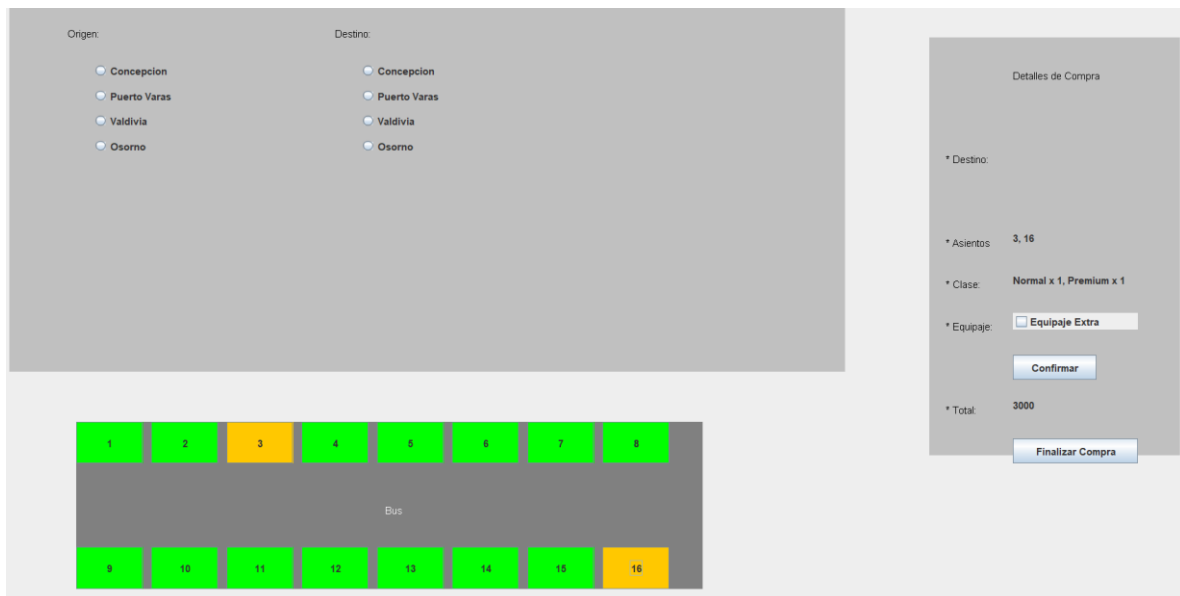 Origen:
Destino:
Concepcion
Concepcion
Puerto Varas
Puerto Varas
Valdivia
Valdivia
Osorno
Osorno
Detalles de Compra
* Destino:
* Asientos 3, 16
* Clase: Normal x 1, Premium x 1
* Equipaje: Equipaje Extra
Confirmar
* Total: 3000
Finalizar Compra
1 2 3 4 5 6 7 8
Bus
9 10 11 12 13 14 15 16